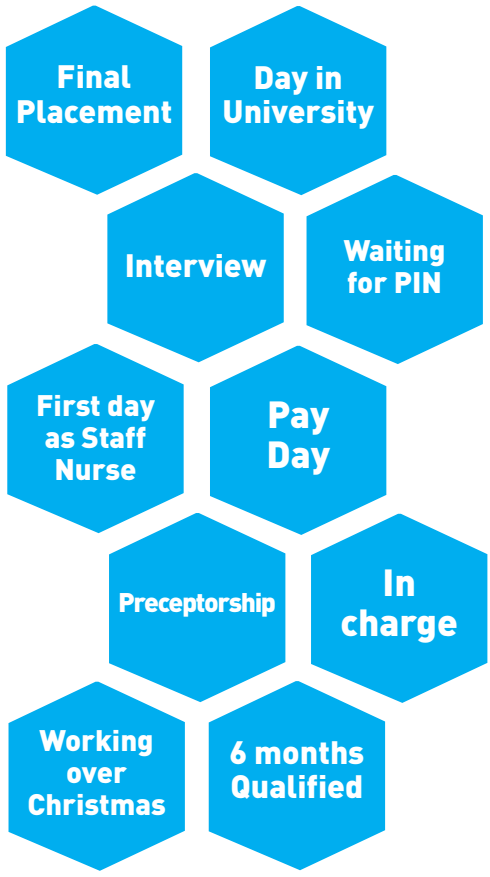 Final
Placement
Day in
University
Interview
Waiting
for PIN
First day
as Staff
Nurse
Pay
Day
Preceptorship
In
charge
Working
over
Christmas
6 months
Qualified